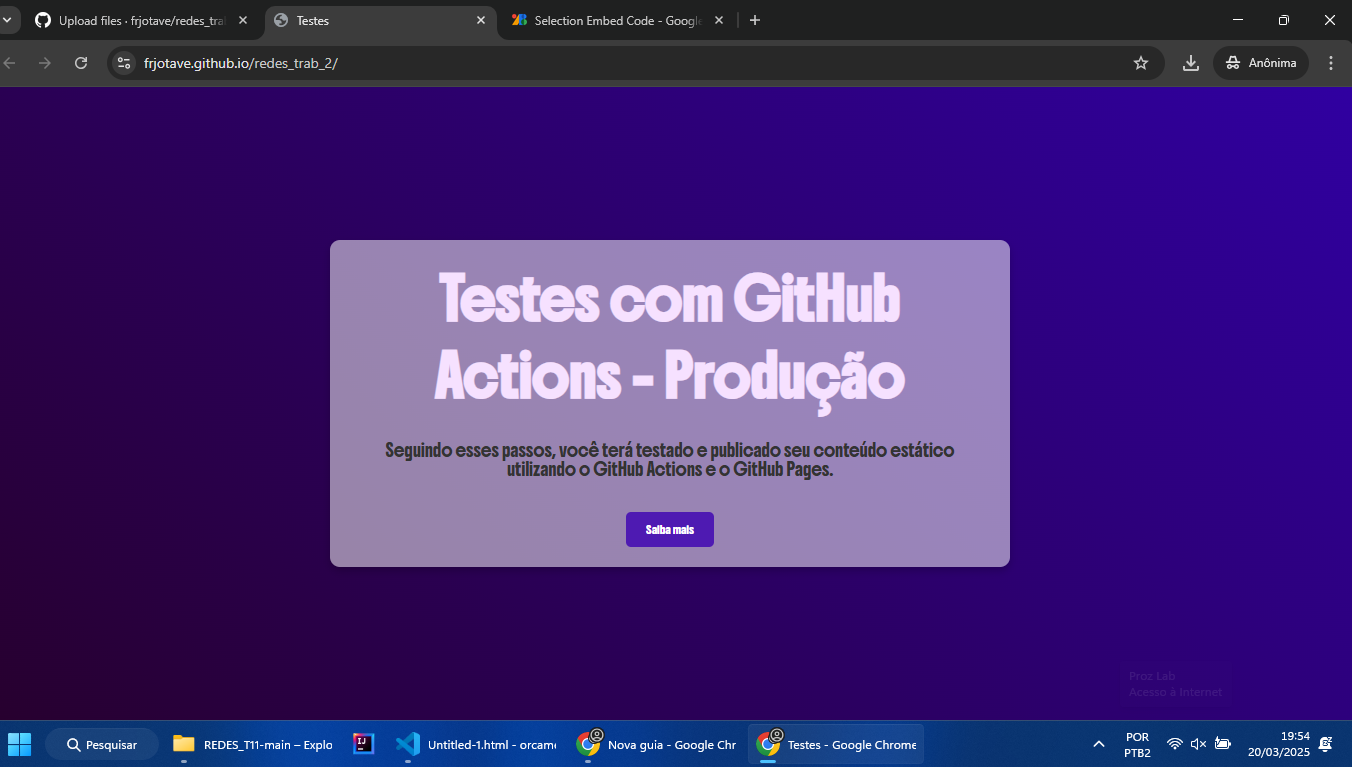 Upload files · frjotave/redes_tra
Testes
Selection Embed Code - Google
frjotave.github.io/redes_trab_2/
Anônima
Testes com GitHub
Actions - Produção
Seguindo esses passos, você terá testado e publicado seu conteúdo estático
utilizando o GitHub Actions e o GitHub Pages.
Saiba mais
Proz Lab
Acesso à Internet
Pesquisar
REDES_T11-main – Explo
IJ
Untitled-1.html - orcame
Nova guia - Google Chr
Testes - Google Chrome
POR
PTB2
19:54
20/03/2025